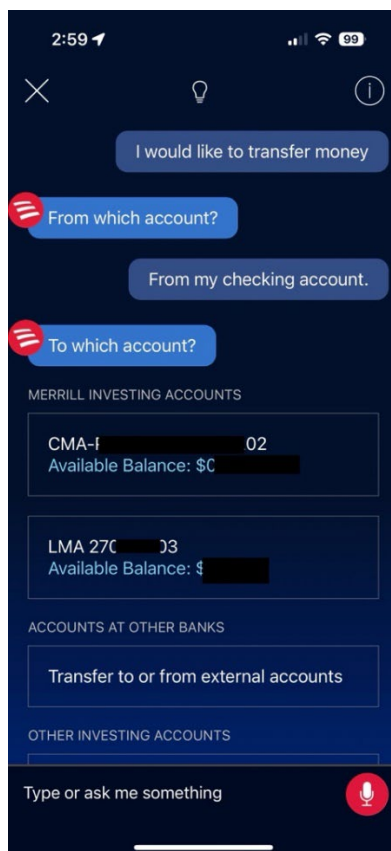 2:59
99
I would like to transfer money
From which account?
From my checking account.
To which account?
MERRILL INVESTING ACCOUNTS
CMA- 02
Available Balance: $
LMA 270 03
Available Balance: $
ACCOUNTS AT OTHER BANKS
Transfer to or from external accounts
OTHER INVESTING ACCOUNTS
Type or ask me something